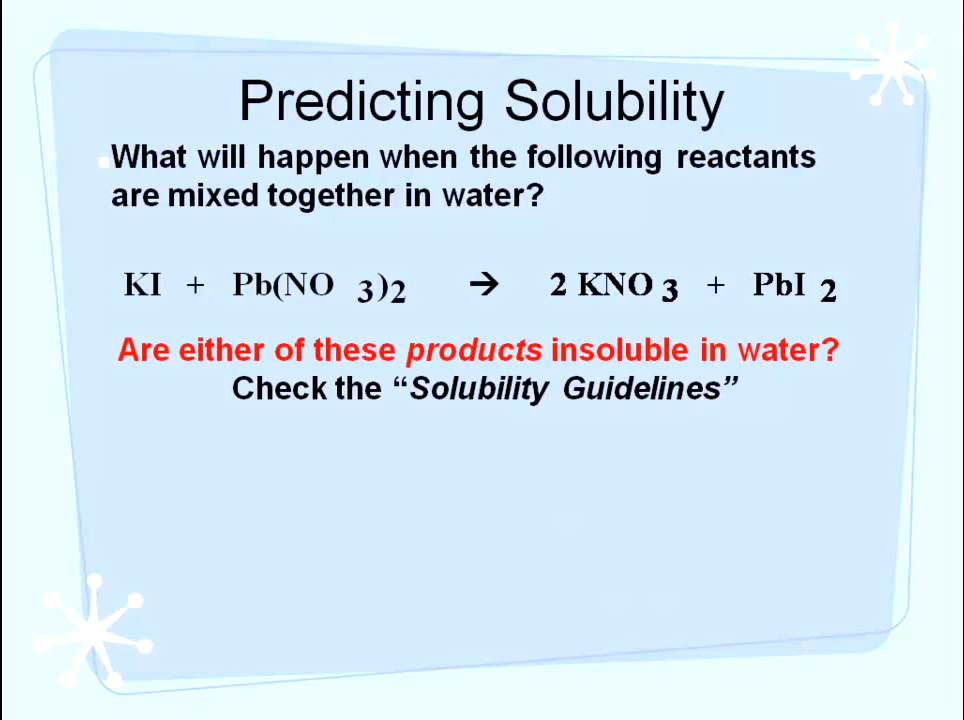 Predicting Solubility
What will happen when the following reactants
are mixed together in water?
KI + Pb(NO 3)2 → 2 KNO 3 + PbI 2
Are either of these products insoluble in water?
Check the “Solubility Guidelines”